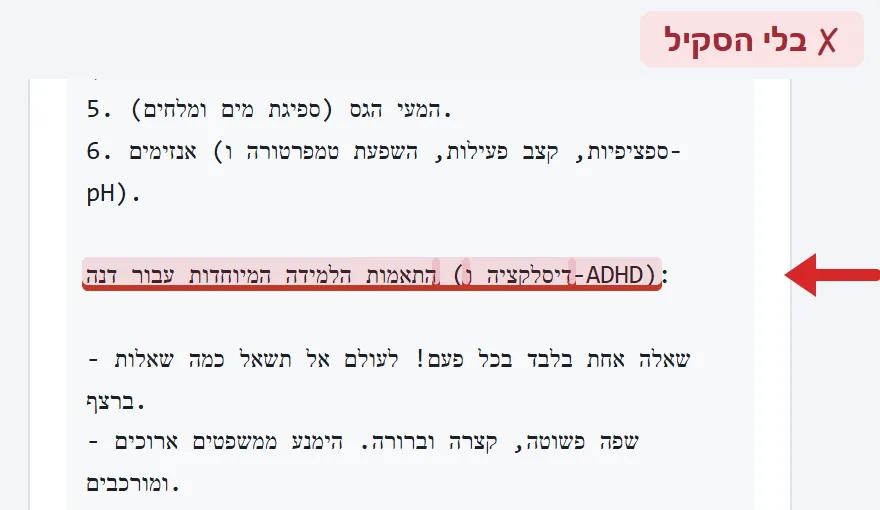 ✗ בלי הסקיל
5. המעי הגס (ספיגת מים ומלחים).
6. אנזימים (ספציפיות, קצב פעילות, השפעת טמפרטורה ו-
pH).
התאמות הלמידה המיוחדות עבור דנה (דיסלקציה ו-ADHD):
- שאלה אחת בלבד בכל פעם! לעולם אל תשאל כמה שאלות
ברצף.
- שפה פשוטה, קצרה וברורה. הימנע ממשפטים ארוכים
ומורכבים.